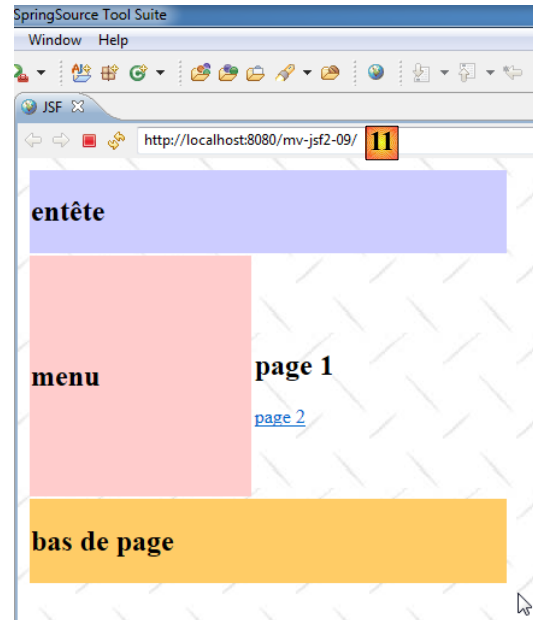 SpringSource Tool Suite
Window Help
JSF
http://localhost:8080/mv-jsf2-09/ 11
entête
menu
page 1
page 2
bas de page